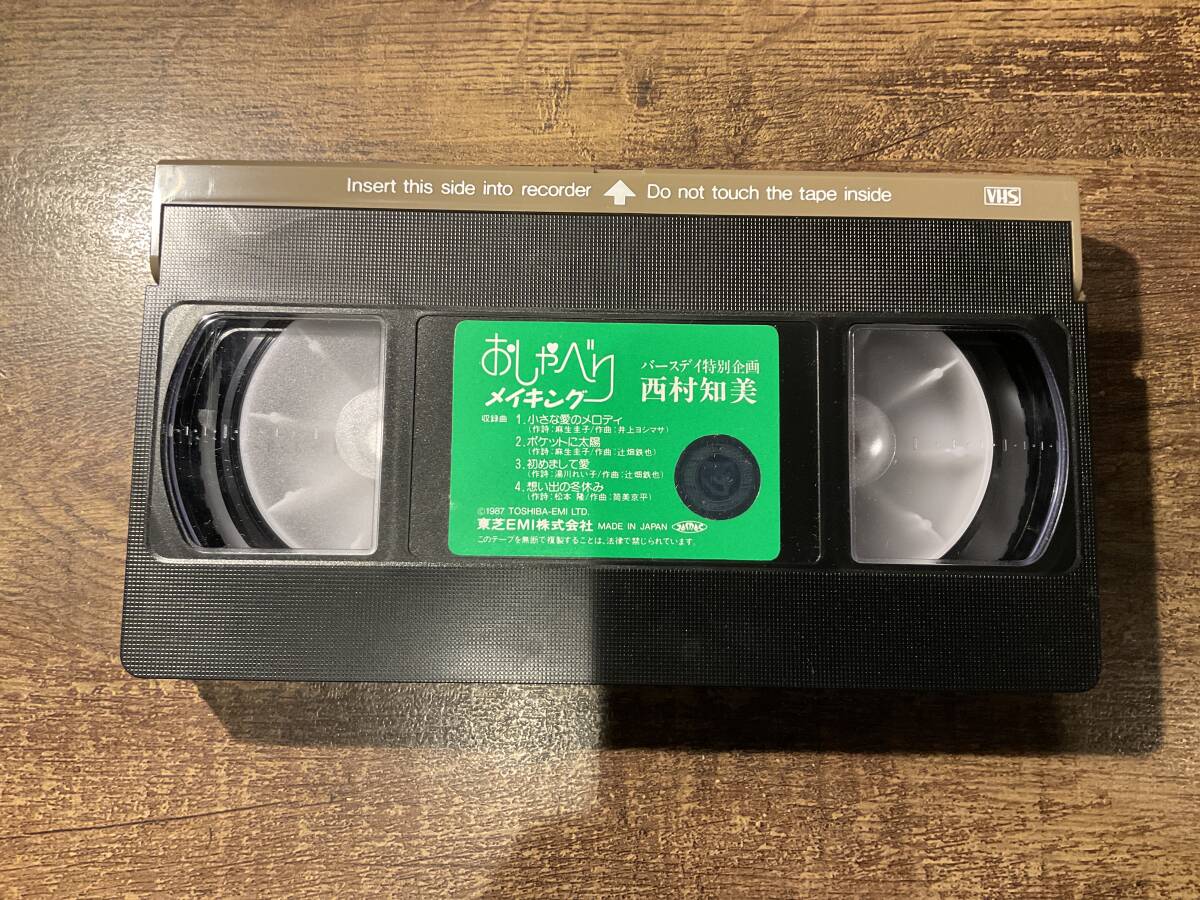 Insert this side into recorder Do not touch the tape inside VHS
おしゃべり
メイキング
バースデイ特別企画
西村知美
収録曲 1.小さな愛のメロディ
(作詩:麻生圭子/作曲:井上ヨシマサ)
2.ポケットに太陽
(作詩:麻生圭子/作曲:辻畑鉄也)
3.初めまして愛
(作詩:湯川れい子/作曲:辻畑鉄也)
4.想い出の冬休み
(作詩:松本 隆/作曲:筒美京平)
©1987 TOSHIBA-EMI LTD.
東芝EMI株式会社 MADE IN JAPAN JASRAC
このテープを無断で複製することは、法律で禁じられています。